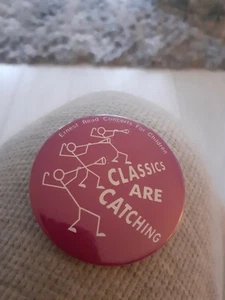 Ernest Read Concerts For Children
CLASSICS
ARE
CATCHING